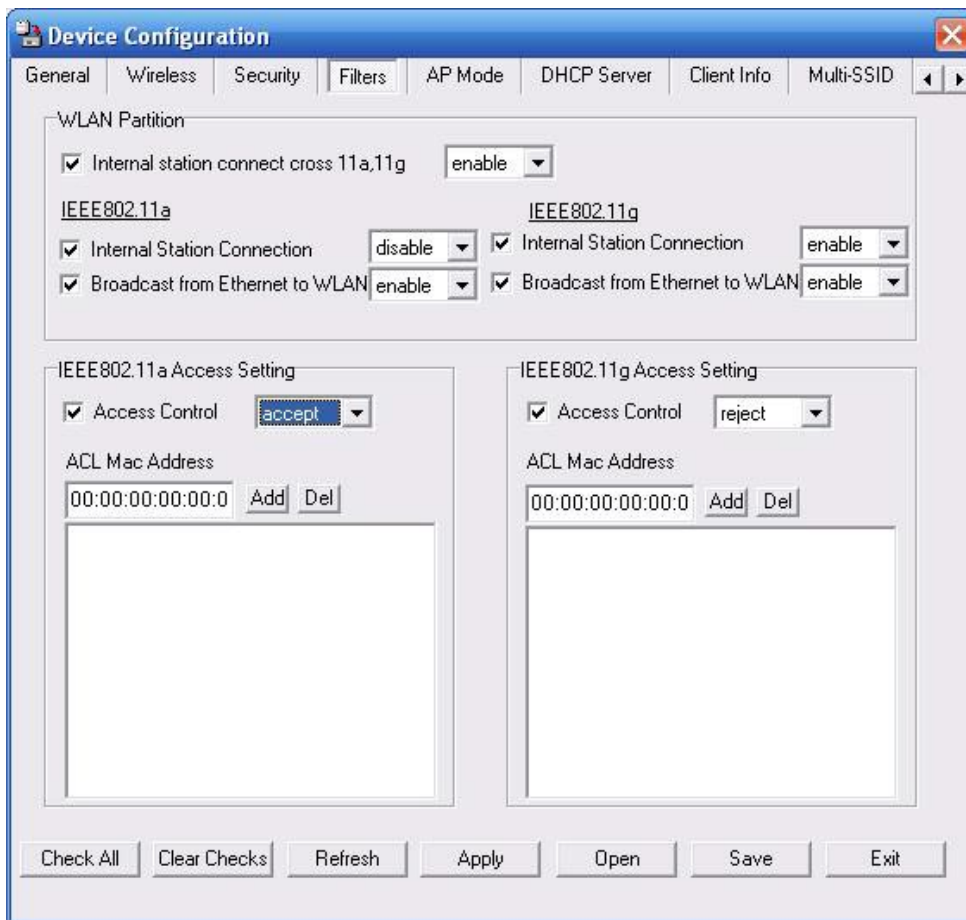 Device Configuration
General Wireless Security Filters AP Mode DHCP Server Client Info Multi-SSID
WLAN Partition
Internal station connect cross 11a,11g enable
IEEE802.11a IEEE802.11g
Internal Station Connection disable Internal Station Connection enable
Broadcast from Ethernet to WLAN enable Broadcast from Ethernet to WLAN enable
IEEE802.11a Access Setting
Access Control accept
ACL Mac Address
00:00:00:00:00:0 Add Del
IEEE802.11g Access Setting
Access Control reject
ACL Mac Address
00:00:00:00:00:0 Add Del
Check All Clear Checks Refresh Apply Open Save Exit